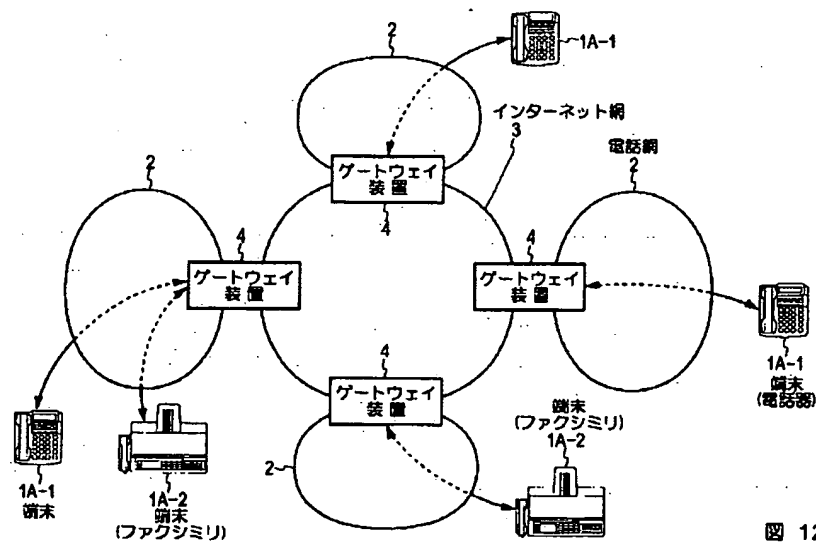 2
1A-1
インターネット網
3
電話網
2
ゲートウェイ
装置
4
2
4
ゲートウェイ
装置
4
ゲートウェイ
装置
4
ゲートウェイ
装置
1A-1
端末
(電話器)
端末
(ファクシミリ)
1A-2
2
1A-1
端末
1A-2
端末
(ファクシミリ)
図 12